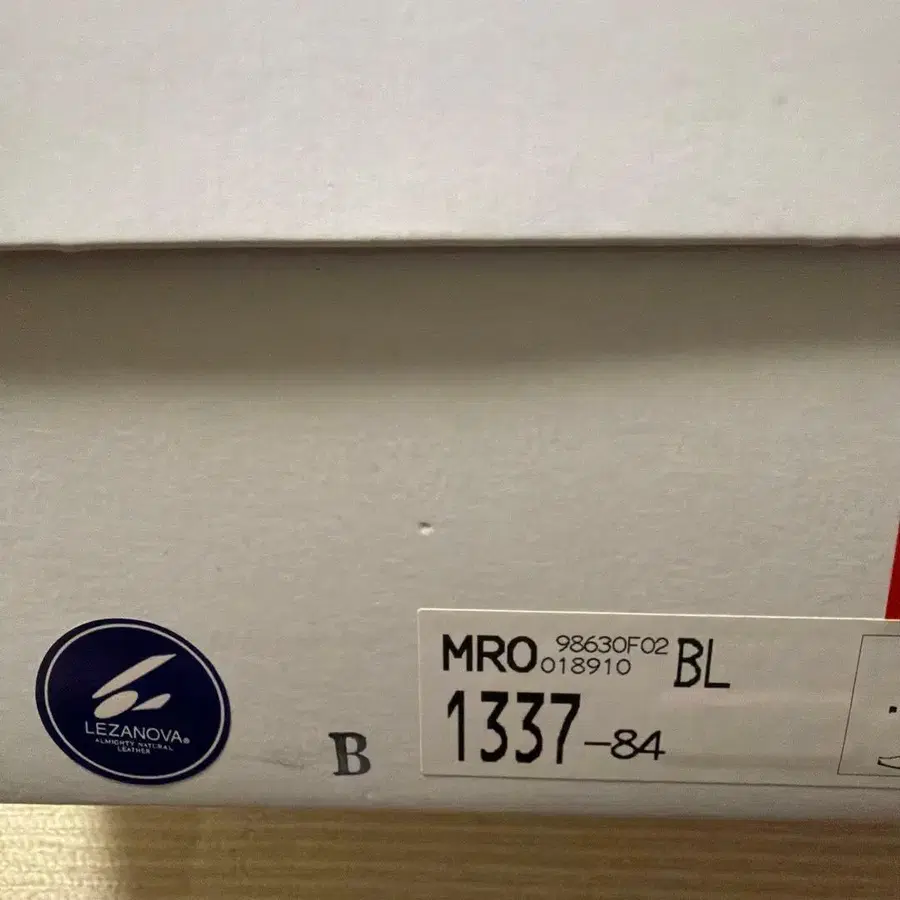 LEZANOVA®
ALMIGHTY NATURAL
LEATHER
B
MRO 98630F02 BL
018910
1337-84